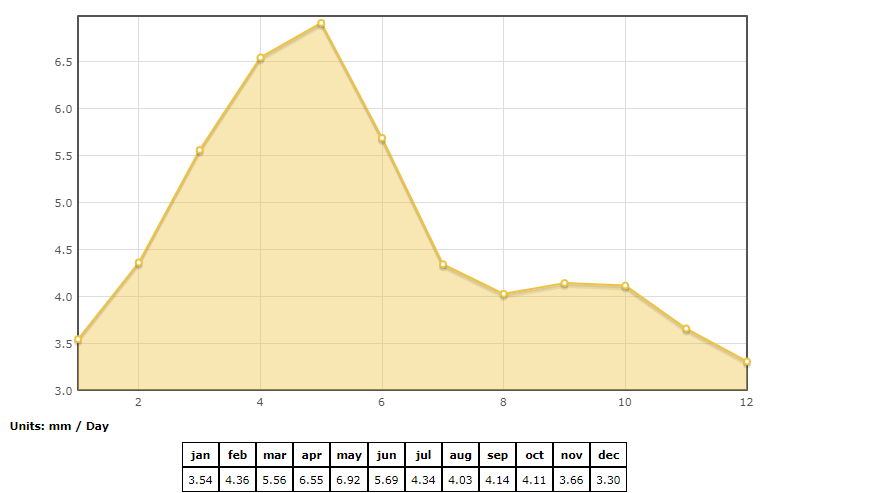 6.5
6.0
5.5
5.0
4.5
4.0
3.5
3.0
2 4 6 8 10 12
Units: mm / Day
jan feb mar apr may jun jul aug sep oct nov dec
3.54 4.36 5.56 6.55 6.92 5.69 4.34 4.03 4.14 4.11 3.66 3.30